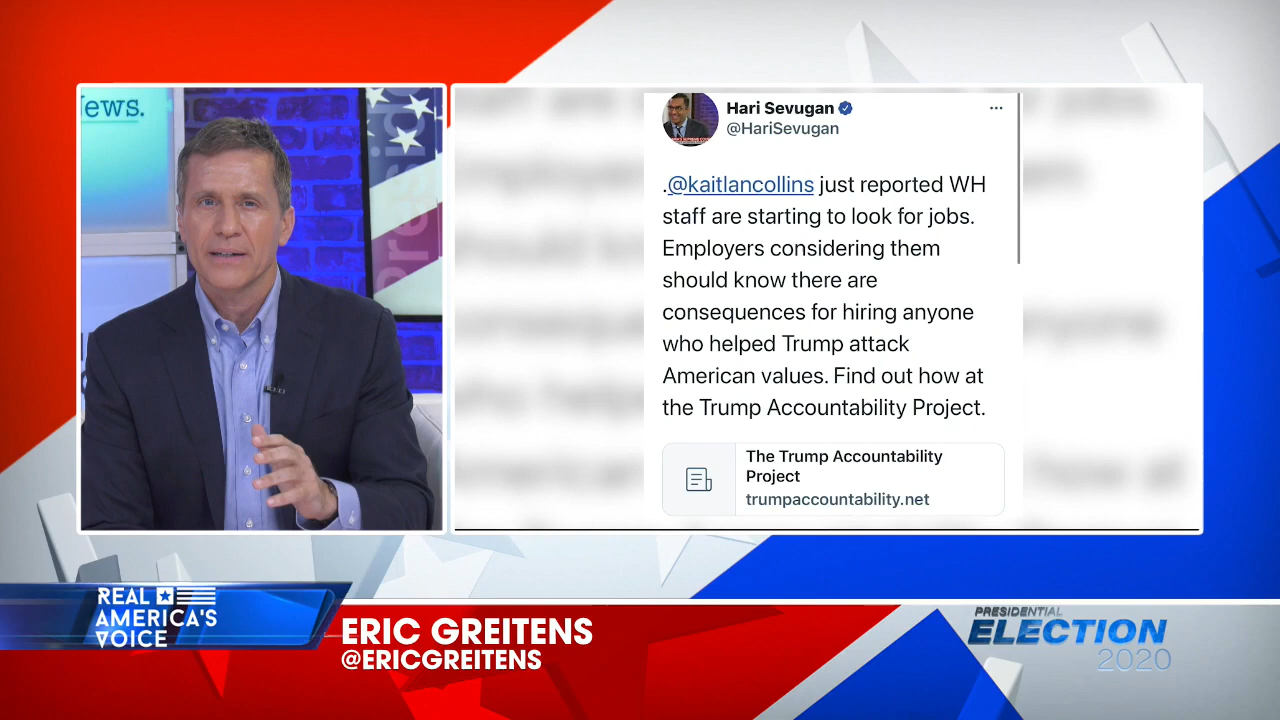 ews.
Hari Sevugan
@HariSevugan
.@kaitlancollins just reported WH
staff are starting to look for jobs.
Employers considering them
should know there are
consequences for hiring anyone
who helped Trump attack
American values. Find out how at
the Trump Accountability Project.
The Trump Accountability
Project
trumpaccountability.net
REAL
AMERICA'S
VOICE
ERIC GREITENS
@ERICGREITENS
PRESIDENTIAL
ELECTION
2020